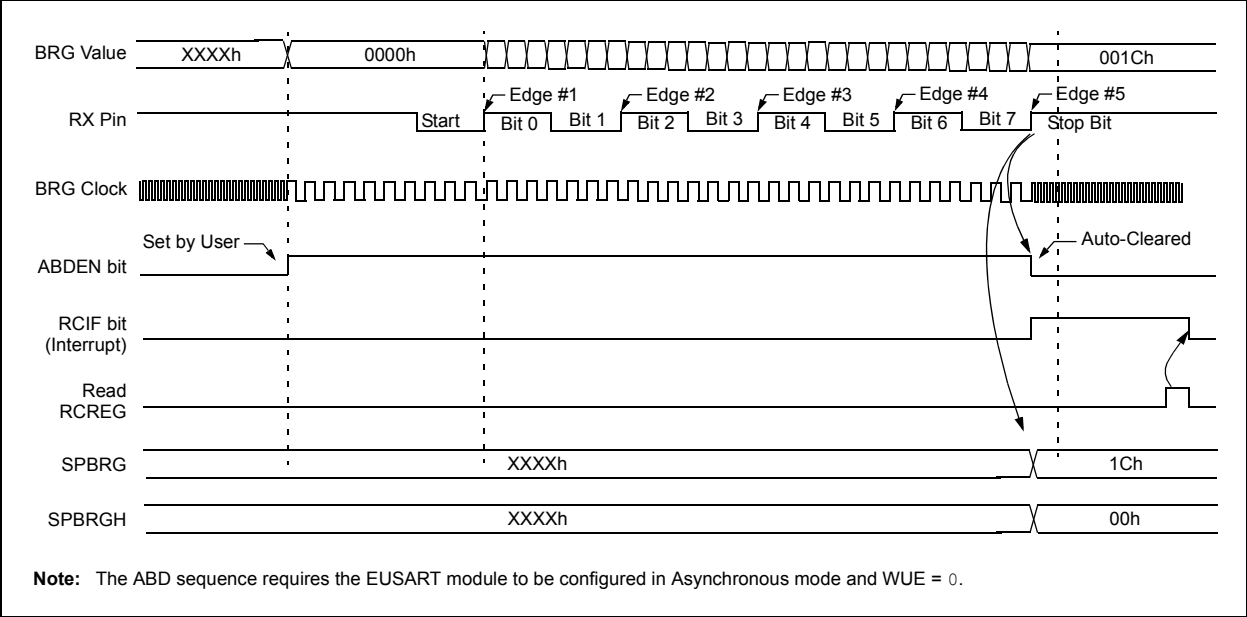 BRG Value XXXXh 0000h 001Ch
Edge #1 Edge #2 Edge #3 Edge #4 Edge #5
RX Pin Start Bit 0 Bit 1 Bit 2 Bit 3 Bit 4 Bit 5 Bit 6 Bit 7 Stop Bit
BRG Clock
Set by User Auto-Cleared
ABDEN bit
RCIF bit
(Interrupt)
Read
RCREG
SPBRG XXXXh 1Ch
SPBRGH XXXXh 00h
Note: The ABD sequence requires the EUSART module to be configured in Asynchronous mode and WUE = 0.